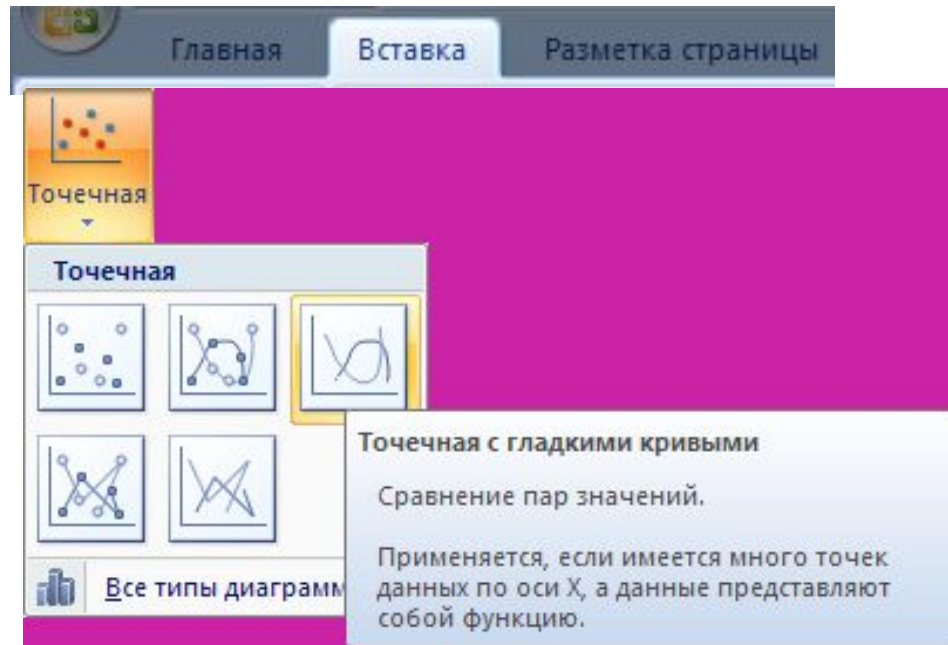 Главная Вставка Разметка страницы
Точечная
Точечная
Точечная с гладкими кривыми
Сравнение пар значений.
Применяется, если имеется много точек
данных по оси X, а данные представляют
собой функцию.
Все типы диаграмм